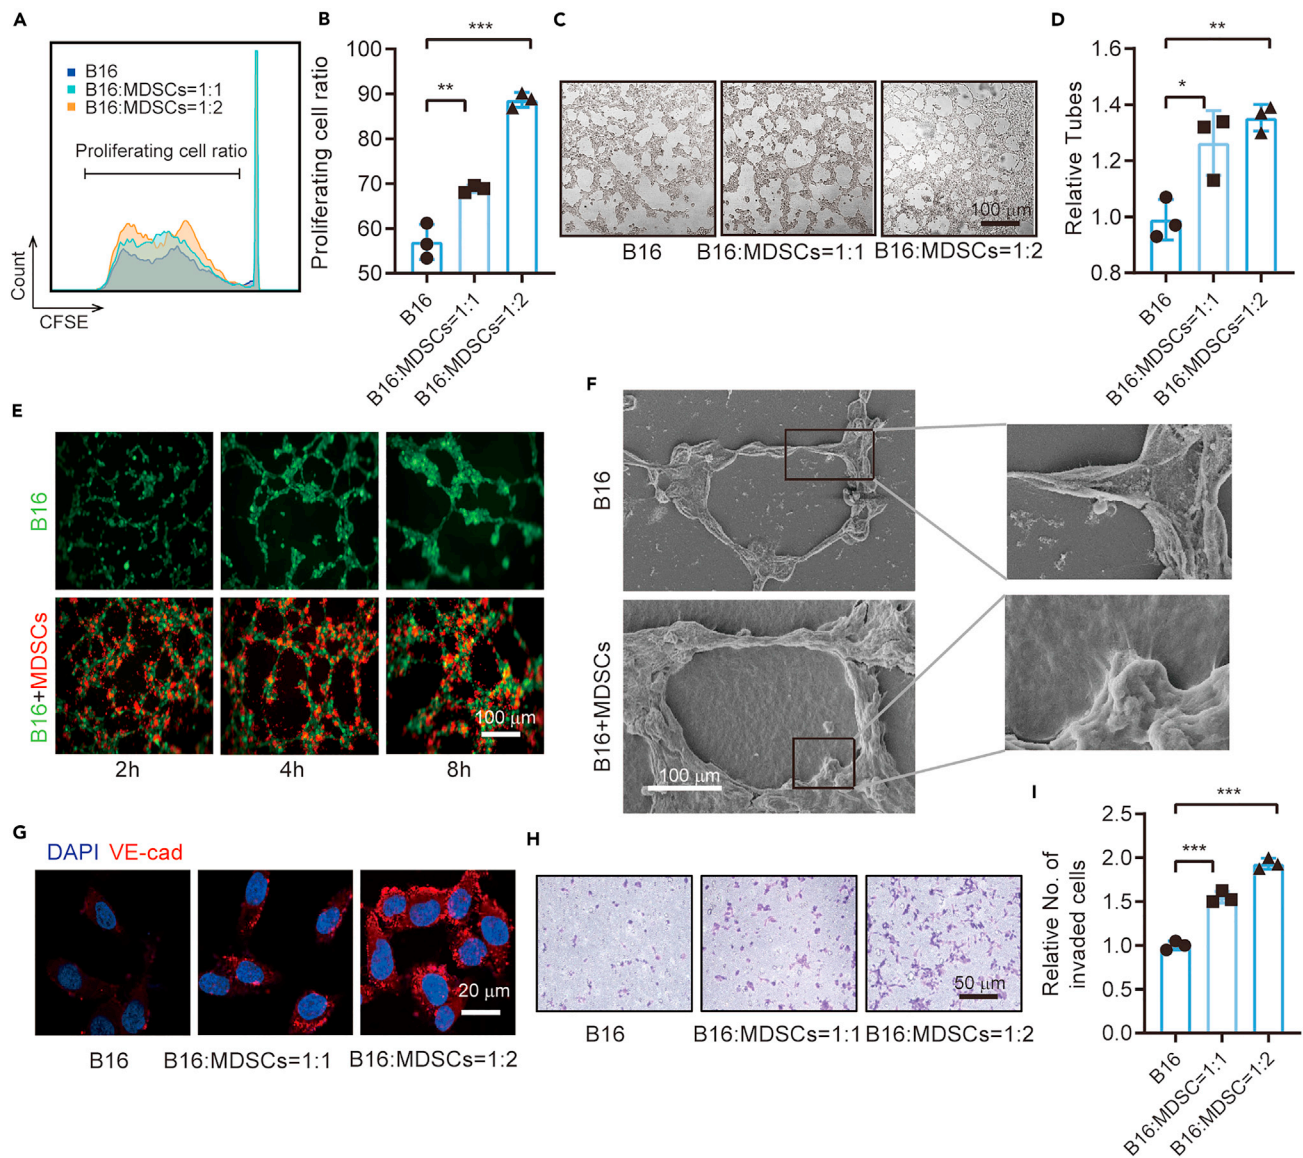 A
B16
B16:MDSCs=1:1
B16:MDSCs=1:2
Proliferating cell ratio
Count
CFSE
B
Proliferating cell ratio
100
90
80
70
60
50
***
**
B16
B16:MDSCs=1:1
B16:MDSCs=1:2
C
100 μm
B16
B16:MDSCs=1:1
B16:MDSCs=1:2
D
Relative Tubes
1.6
1.4
1.2
1.0
0.8
**
*
B16
B16:MDSCs=1:1
B16:MDSCs=1:2
E
B16
B16+MDSCs
100 μm
2h
4h
8h
F
B16
B16+MDSCs
100 μm
G
DAPI VE-cad
20 μm
B16
B16:MDSCs=1:1
B16:MDSCs=1:2
H
50 μm
B16
B16:MDSCs=1:1
B16:MDSCs=1:2
I
Relative No. of
invaded cells
2.5
2.0
1.5
1.0
0.5
0.0
***
***
B16
B16:MDSC=1:1
B16:MDSC=1:2